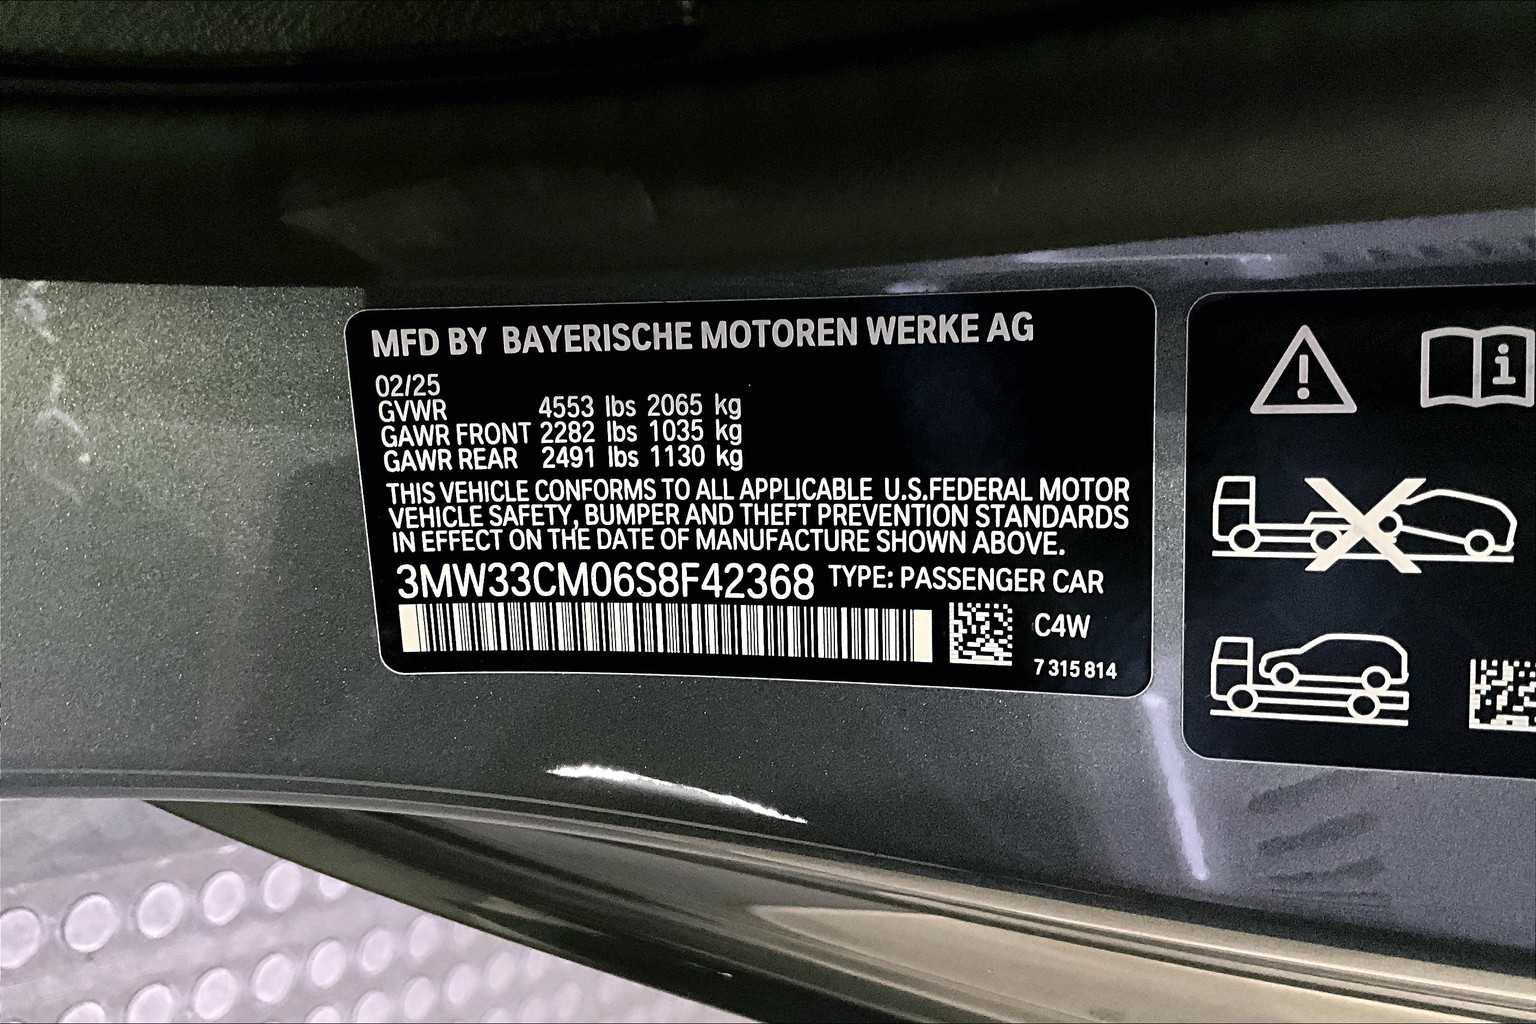 MFD BY BAYERISCHE MOTOREN WERKE AG
02/25
GVWR 4553 lbs 2065 kg
GAWR FRONT 2282 lbs 1035 kg
GAWR REAR 2491 lbs 1130 kg
THIS VEHICLE CONFORMS TO ALL APPLICABLE U.S.FEDERAL MOTOR
VEHICLE SAFETY, BUMPER AND THEFT PREVENTION STANDARDS
IN EFFECT ON THE DATE OF MANUFACTURE SHOWN ABOVE.
3MW33CM06S8F42368 TYPE: PASSENGER CAR
C4W
7 315 814